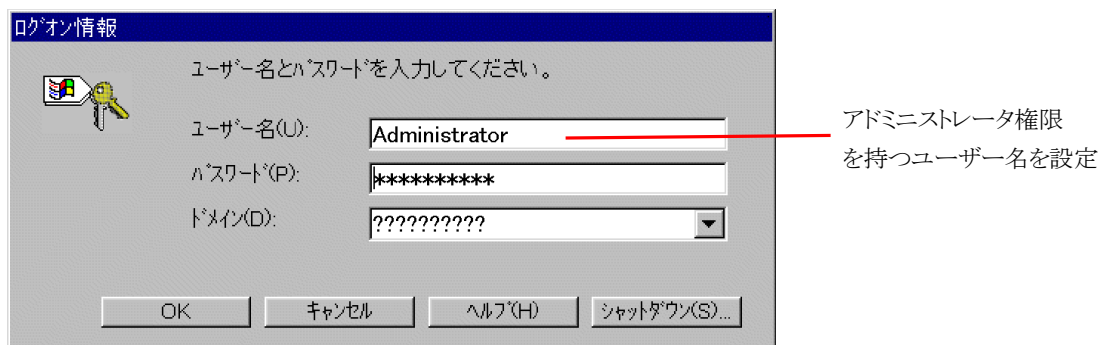 ログオン情報
ユーザー名とパスワードを入力してください。
ユーザー名(U):
Administrator
パスワード(P):
**********
ドメイン(D):
??????????
OK
キャンセル
ヘルプ(H)
シャットダウン(S)...
アドミニストレータ権限
を持つユーザー名を設定